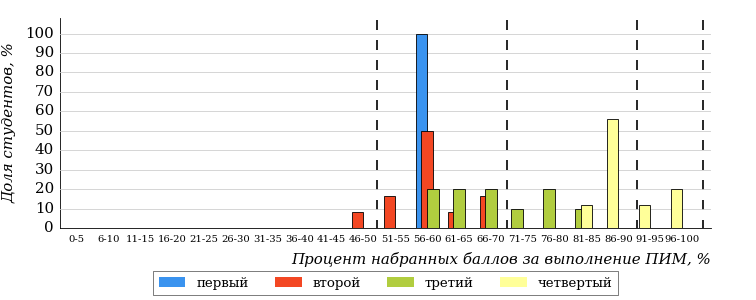 Доля студентов, %
100
90
80
70
60
50
40
30
20
10
0
0-5 6-10 11-15 16-20 21-25 26-30 31-35 36-40 41-45 46-50 51-55 56-60 61-65 66-70 71-75 76-80 81-85 86-90 91-95 96-100
Процент набранных баллов за выполнение ПИМ, %
первый второй третий четвертый